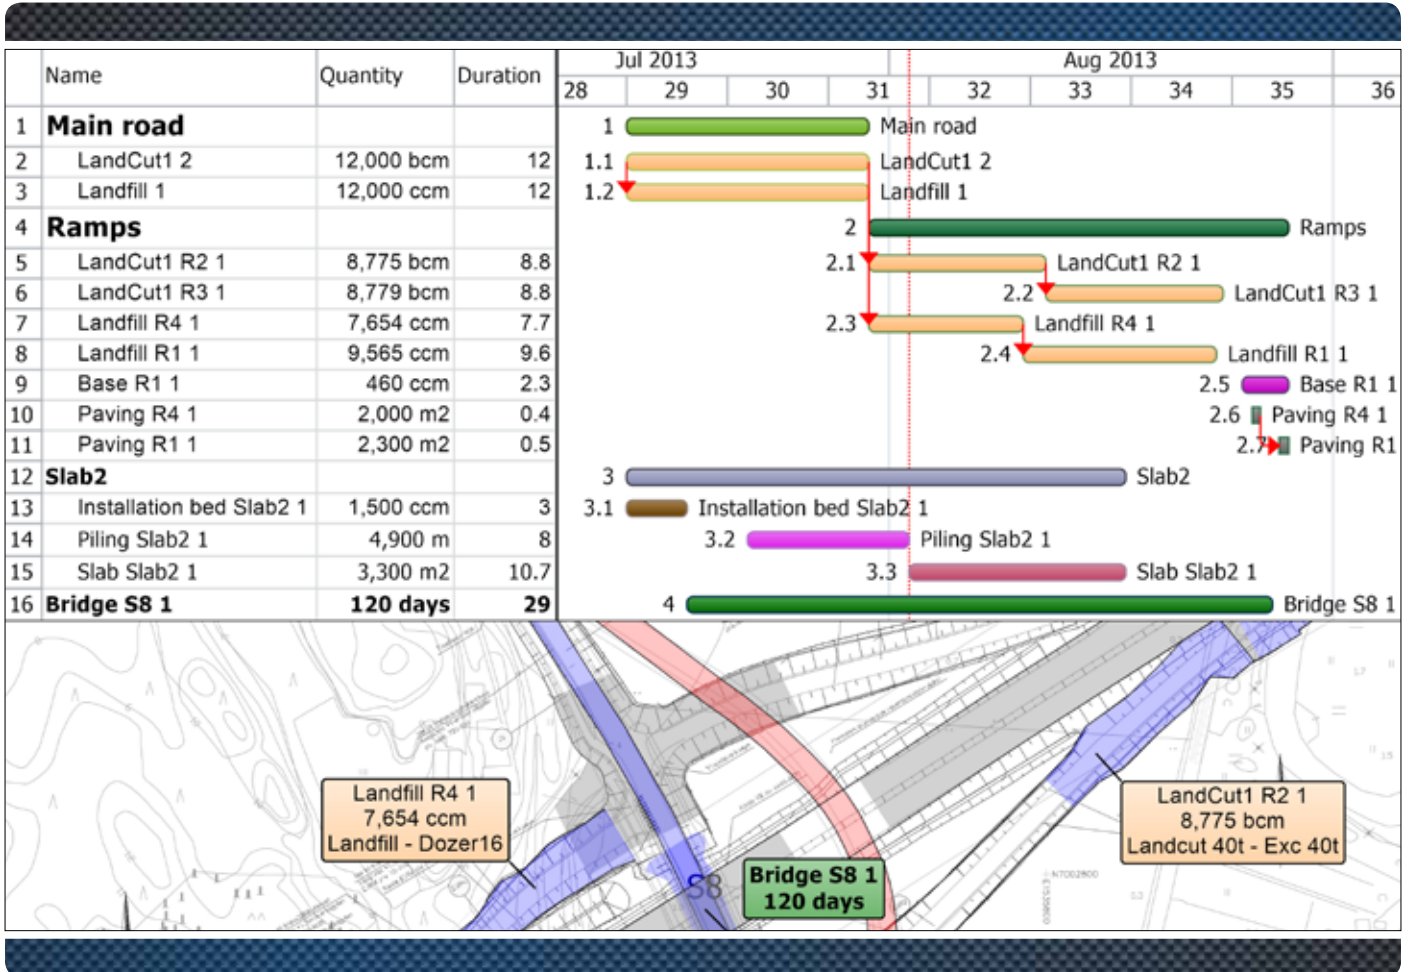 Name Quantity Duration Jul 2013 Aug 2013
28 29 30 31 32 33 34 35 36
1 Main road 1 Main road
2 LandCut1 2 12,000 bcm 12 1.1 LandCut1 2
3 Landfill 1 12,000 ccm 12 1.2 Landfill 1
4 Ramps 2 Ramps
5 LandCut1 R2 1 8,775 bcm 8.8 2.1 LandCut1 R2 1
6 LandCut1 R3 1 8,779 bcm 8.8 2.2 LandCut1 R3 1
7 Landfill R4 1 7,654 ccm 7.7 2.3 Landfill R4 1
8 Landfill R1 1 9,565 ccm 9.6 2.4 Landfill R1 1
9 Base R1 1 460 ccm 2.3 2.5 Base R1 1
10 Paving R4 1 2,000 m2 0.4 2.6 Paving R4 1
11 Paving R1 1 2,300 m2 0.5 2.7 Paving R1
12 Slab2 3 Slab2
13 Installation bed Slab2 1 1,500 ccm 3 3.1 Installation bed Slab2 1
14 Piling Slab2 1 4,900 m 8 3.2 Piling Slab2 1
15 Slab Slab2 1 3,300 m2 10.7 3.3 Slab Slab2 1
16 Bridge S8 1 120 days 29 4 Bridge S8 1
Landfill R4 1
7,654 ccm
Landfill - Dozer16
LandCut1 R2 1
8,775 bcm
Landcut 40t - Exc 40t
S8
Bridge S8 1
120 days
N7002800